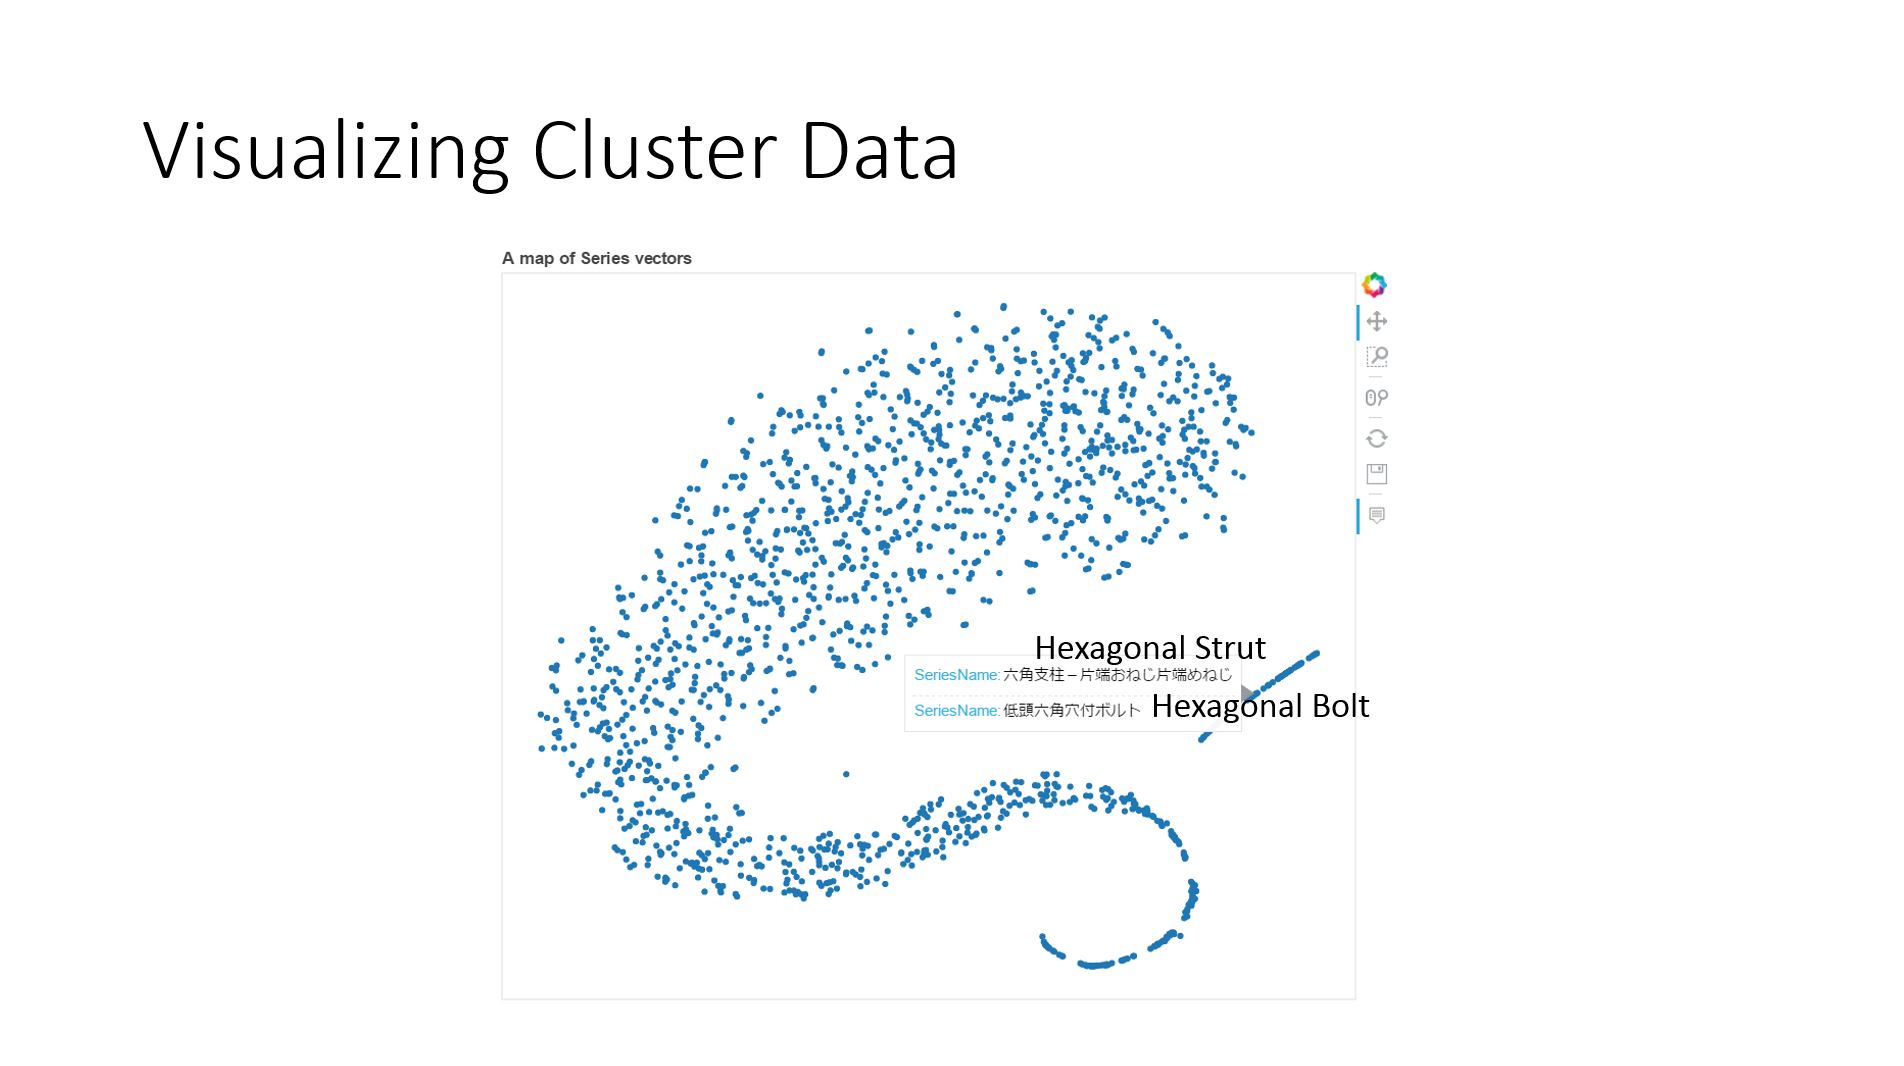 Visualizing Cluster Data
A map of Series vectors
Hexagonal Strut
SeriesName: 六角支柱－片端おねじ片端めねじ
SeriesName: 低頭六角穴付ボルト
Hexagonal Bolt